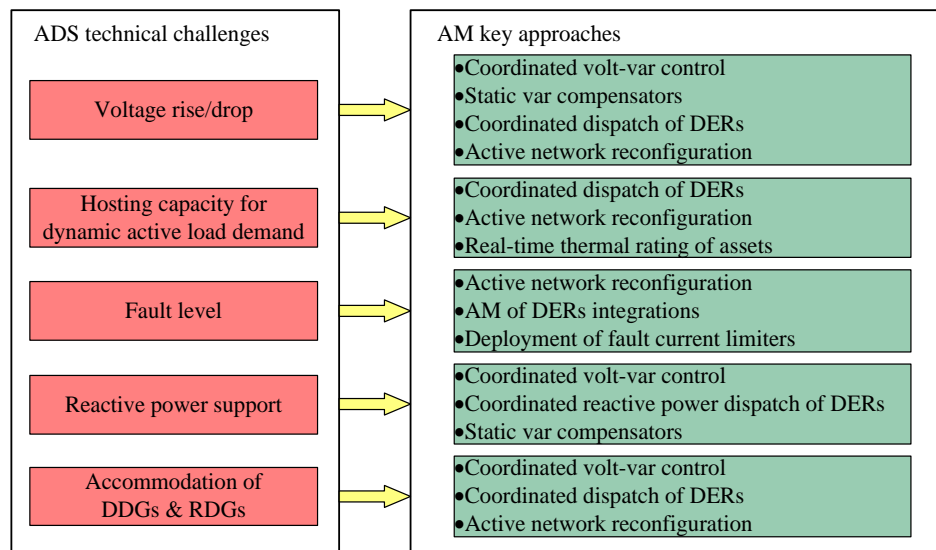 ADS technical challenges
Voltage rise/drop
Hosting capacity for
dynamic active load demand
Fault level
Reactive power support
Accommodation of
DDGs & RDGs
AM key approaches
•Coordinated volt-var control
•Static var compensators
•Coordinated dispatch of DERs
•Active network reconfiguration
•Coordinated dispatch of DERs
•Active network reconfiguration
•Real-time thermal rating of assets
•Active network reconfiguration
•AM of DERs integrations
•Deployment of fault current limiters
•Coordinated volt-var control
•Coordinated reactive power dispatch of DERs
•Static var compensators
•Coordinated volt-var control
•Coordinated dispatch of DERs
•Active network reconfiguration